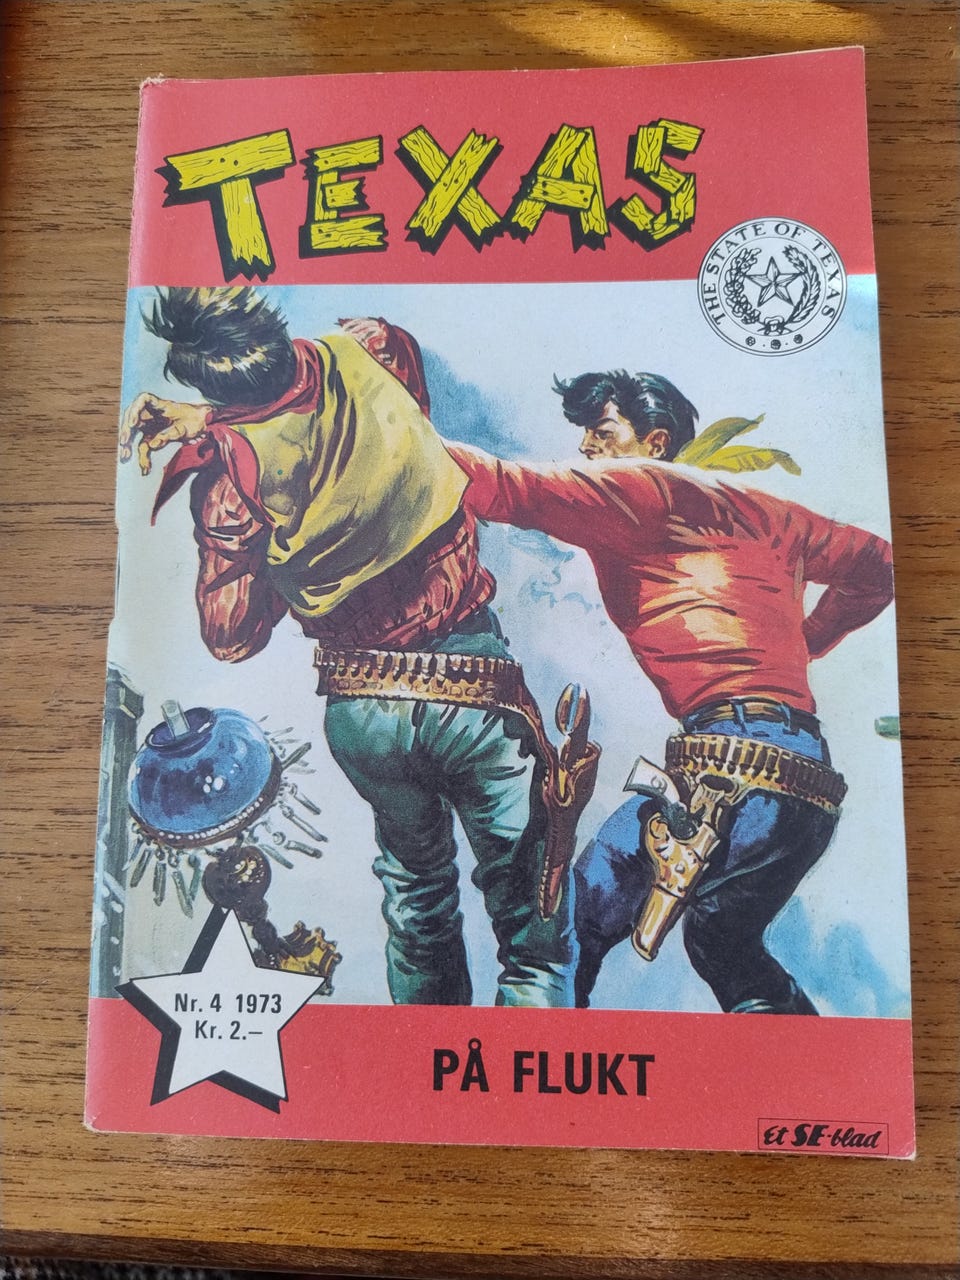 TEXAS
THE STATE OF TEXAS
Nr. 4 1973
Kr. 2.—
PÅ FLUKT
Et SE-blad